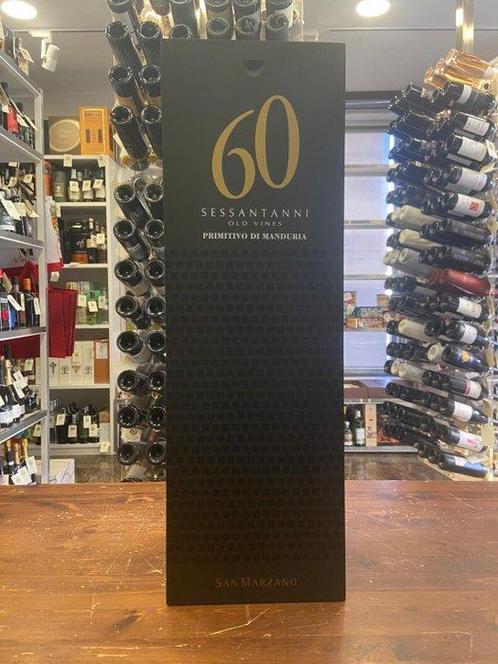 60
SESSANTANNI
OLD VINES
PRIMITIVO DI MANDURIA
SAN MARZANO